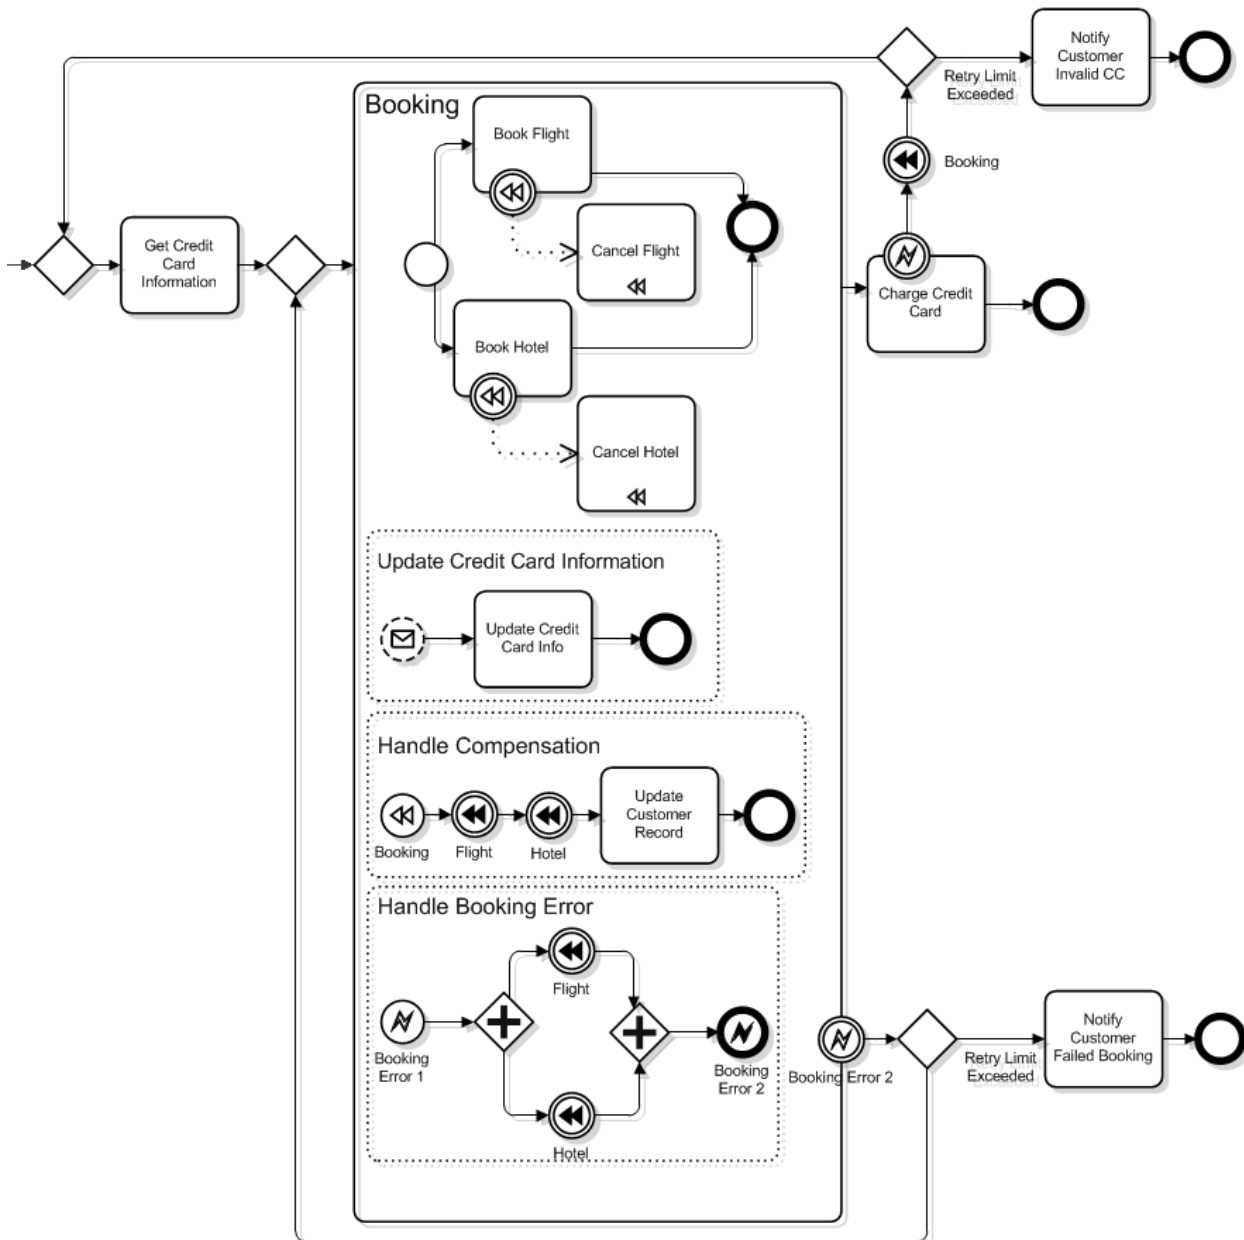 Notify
Customer
Invalid CC
Retry Limit
Exceeded
Booking
Booking
Book Flight
Get Credit
Card
Information
Cancel Flight
Charge Credit
Card
Book Hotel
Cancel Hotel
Update Credit Card Information
Update Credit
Card Info
Handle Compensation
Update
Customer
Record
Booking
Flight
Hotel
Handle Booking Error
Flight
Booking
Error 1
Booking
Error 2
Hotel
Booking Error 2
Retry Limit
Exceeded
Notify
Customer
Failed Booking